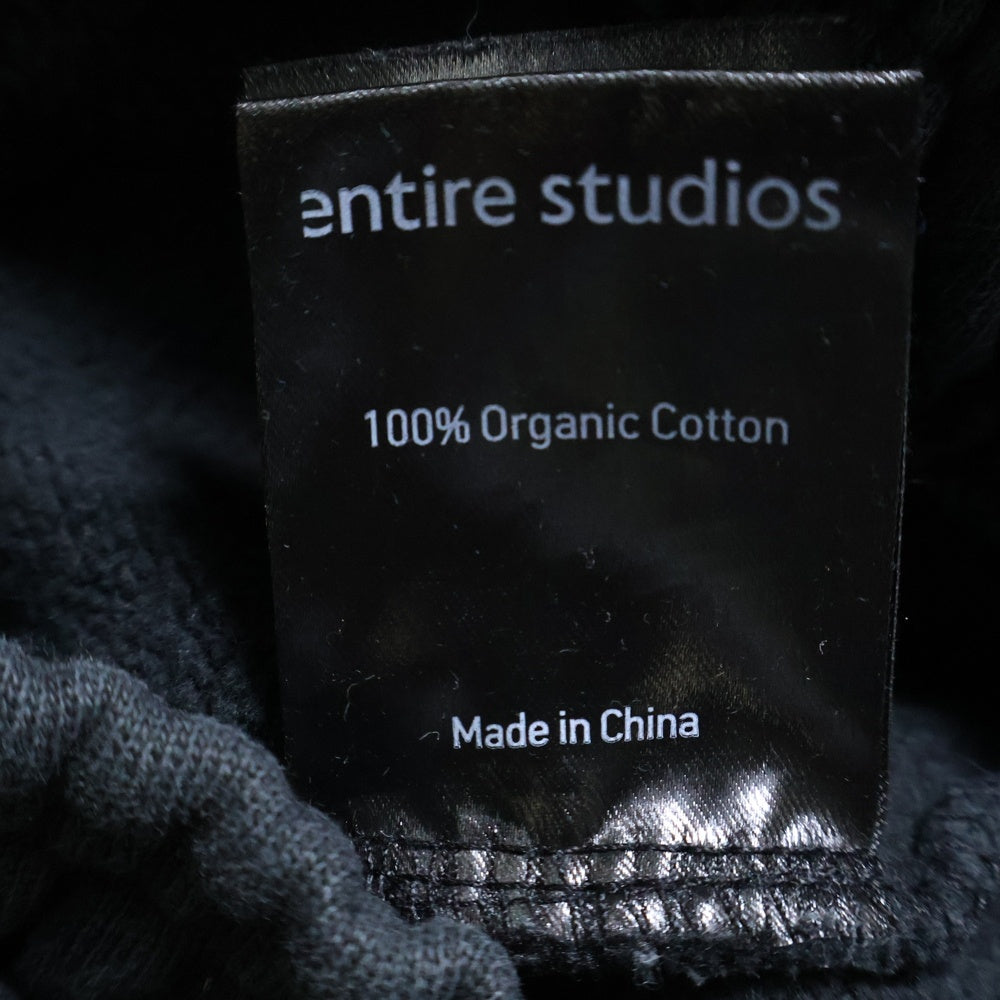 entire studios
100% Organic Cotton
Made in China